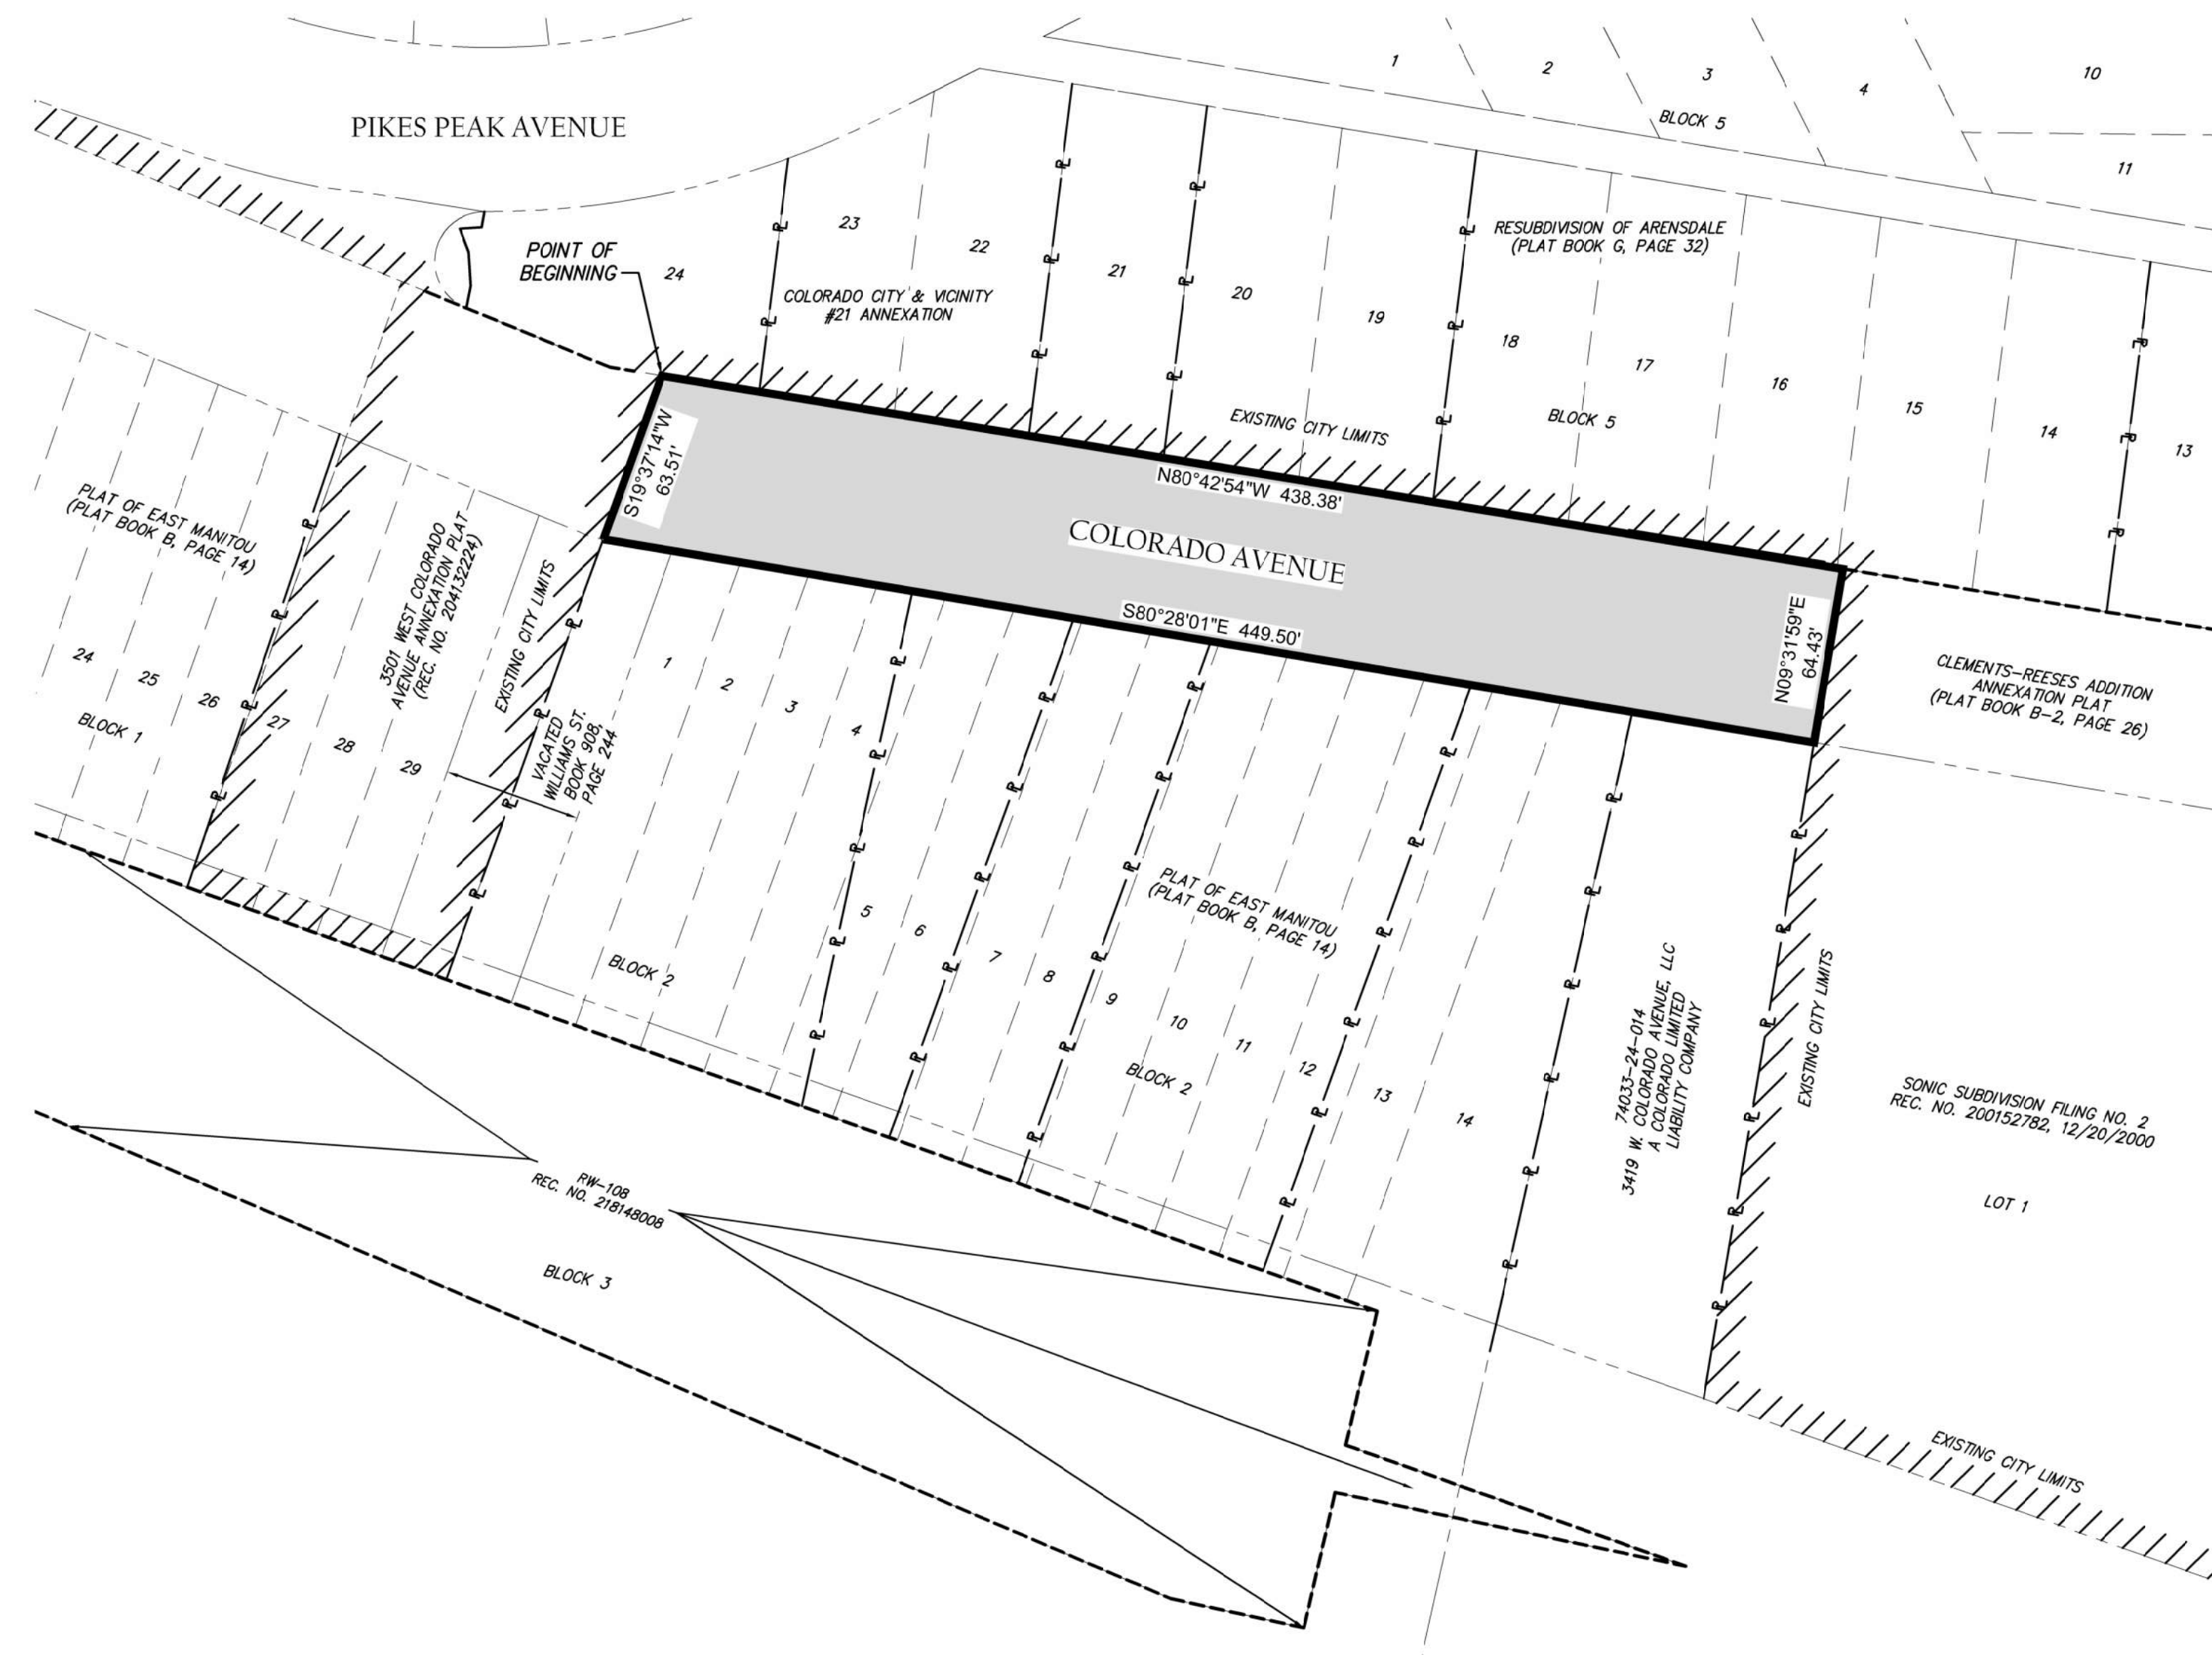 1
2
3
4
10
BLOCK 5
11
PIKES PEAK AVENUE
POINT OF
BEGINNING
24
23
22
21
20
19
18
17
16
15
14
13
RESUBDIVISION OF ARENSDALE
(PLAT BOOK G, PAGE 32)
COLORADO CITY & VICINITY
#21 ANNEXATION
EXISTING CITY LIMITS
BLOCK 5
S19°37'14"W
63.51'
N80°42'54"W 438.38'
COLORADO AVENUE
S80°28'01"E 449.50'
N09°31'59"E
64.43'
PLAT OF EAST MANITOU
(PLAT BOOK B, PAGE 14)
3501 WEST COLORADO
AVENUE ANNEXATION PLAT
(REC. NO. 204132224)
EXISTING CITY LIMITS
VACATED
WILLIAMS ST.
BOOK 908,
PAGE 244
24
25
26
27
28
29
BLOCK 1
1
2
3
4
5
6
7
8
9
10
11
12
13
14
BLOCK 2
PLAT OF EAST MANITOU
(PLAT BOOK B, PAGE 14)
BLOCK 2
CLEMENTS-REESES ADDITION
ANNEXATION PLAT
(PLAT BOOK B-2, PAGE 26)
74033-24-014
3419 W. COLORADO AVENUE, LLC
A COLORADO LIMITED
LIABILITY COMPANY
EXISTING CITY LIMITS
SONIC SUBDIVISION FILING NO. 2
REC. NO. 200152782, 12/20/2000
LOT 1
RW-108
REC. NO. 218148008
BLOCK 3
EXISTING CITY LIMITS